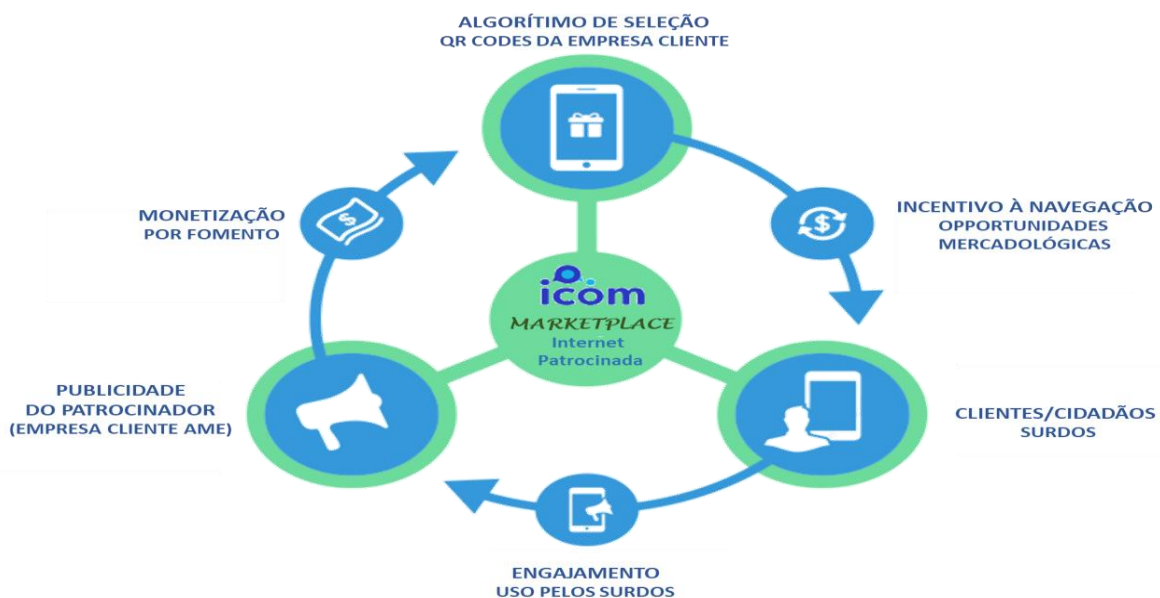 ALGORÍTIMO DE SELEÇÃO
QR CODES DA EMPRESA CLIENTE
MONETIZAÇÃO
POR FOMENTO
$
$
INCENTIVO À NAVEGAÇÃO
OPPORTUNIDADES
MERCADOLÓGICAS
icom
MARKETPLACE
Internet
Patrocinada
PUBLICIDADE
DO PATROCINADOR
(EMPRESA CLIENTE AME)
CLIENTES/CIDADÃOS
SURDOS
ENGAJAMENTO
USO PELOS SURDOS